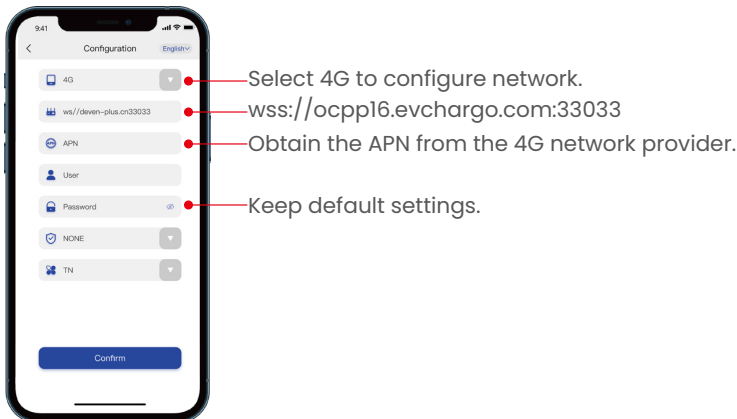 9:41
Configuration
English
4G
Select 4G to configure network.
ws//deven-plus.cn33033
wss://ocpp16.evchargo.com:33033
APN
APN
Obtain the APN from the 4G network provider.
User
Password
Keep default settings.
NONE
TN
Confirm